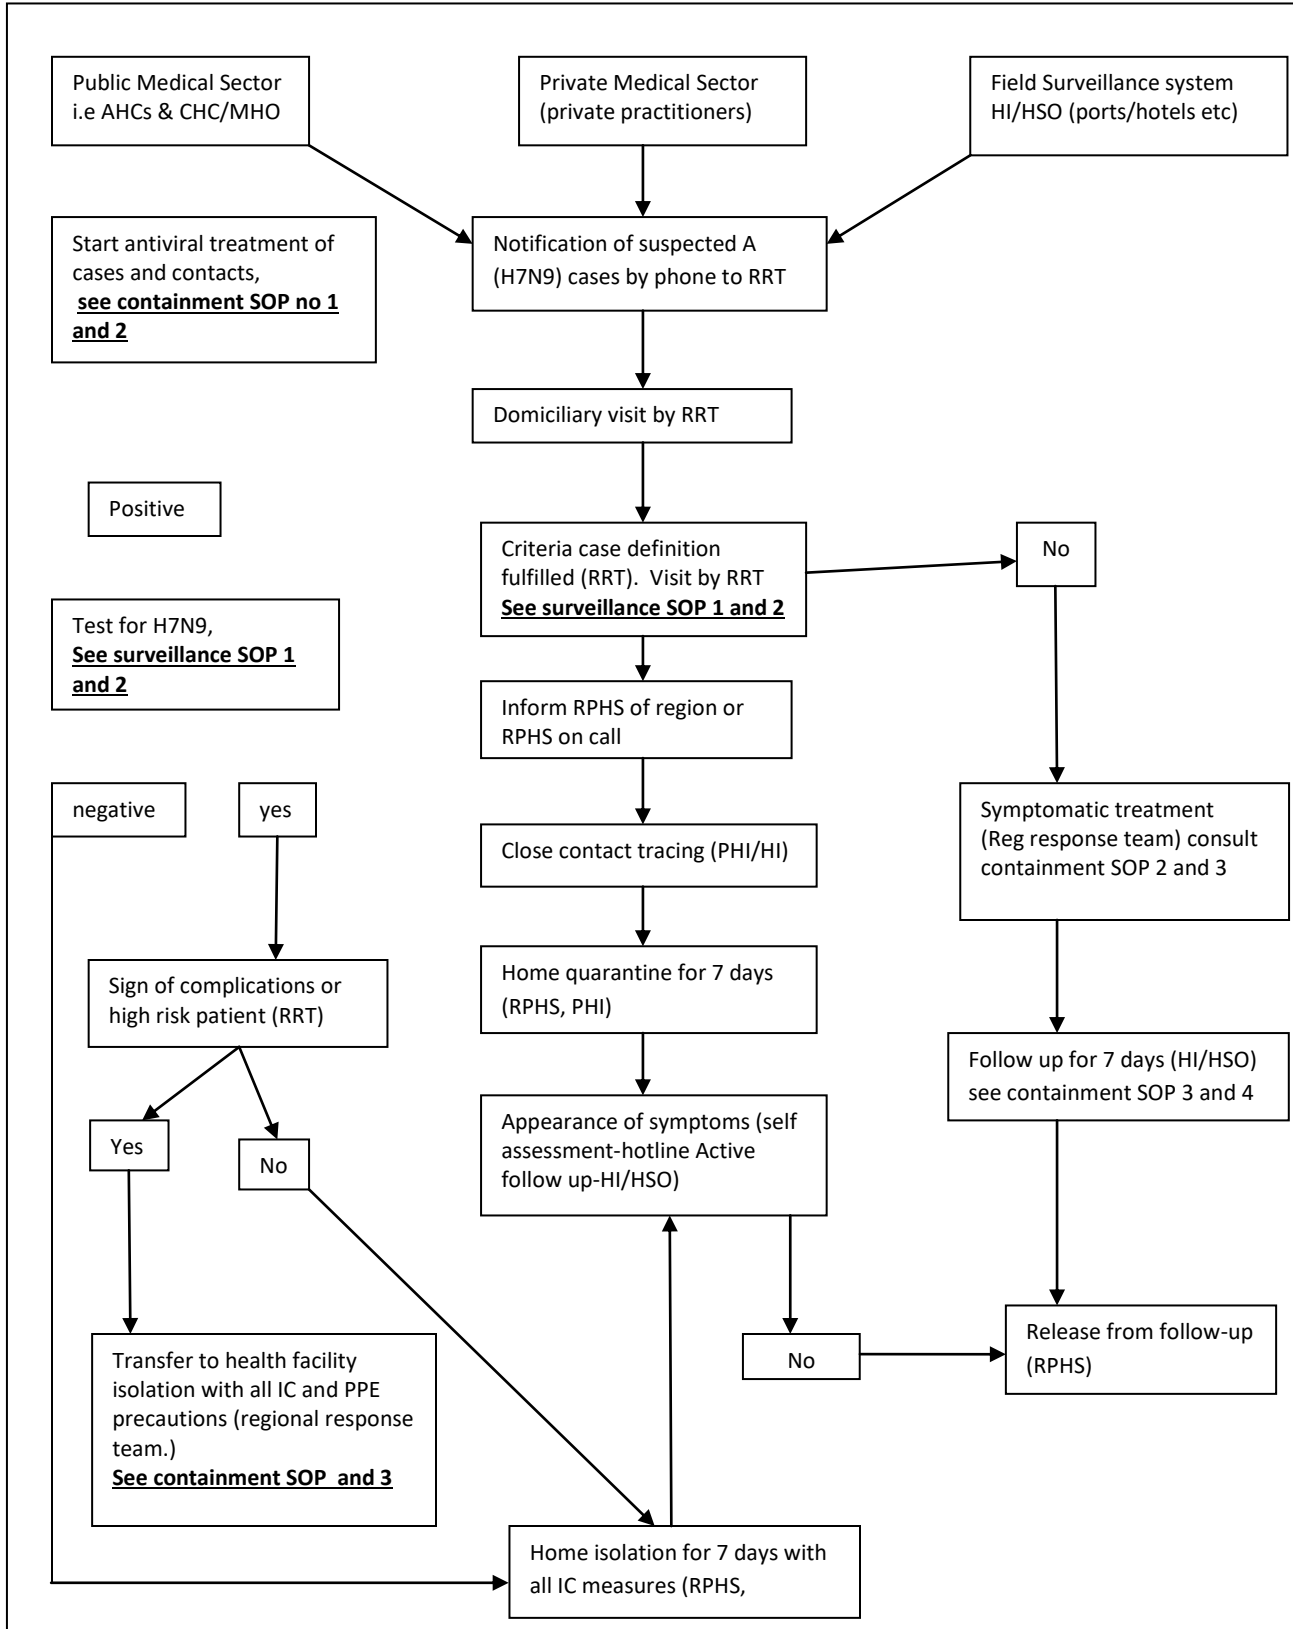 Public Medical Sector
i.e AHCs & CHC/MHO
Private Medical Sector
(private practitioners)
Field Surveillance system
HI/HSO (ports/hotels etc)
Start antiviral treatment of
cases and contacts,
see containment SOP no 1
and 2
Notification of suspected A
(H7N9) cases by phone to RRT
Domiciliary visit by RRT
Positive
Criteria case definition
fulfilled (RRT).  Visit by RRT
See surveillance SOP 1 and 2
No
Test for H7N9,
See surveillance SOP 1
and 2
Inform RPHS of region or
RPHS on call
negative
yes
Close contact tracing (PHI/HI)
Symptomatic treatment
(Reg response team) consult
containment SOP 2 and 3
Sign of complications or
high risk patient (RRT)
Home quarantine for 7 days
(RPHS, PHI)
Follow up for 7 days (HI/HSO)
see containment SOP 3 and 4
Yes
No
Appearance of symptoms (self
assessment-hotline Active
follow up-HI/HSO)
Transfer to health facility
isolation with all IC and PPE
precautions (regional response
team.)
See containment SOP  and 3
No
Release from follow-up
(RPHS)
Home isolation for 7 days with
all IC measures (RPHS,